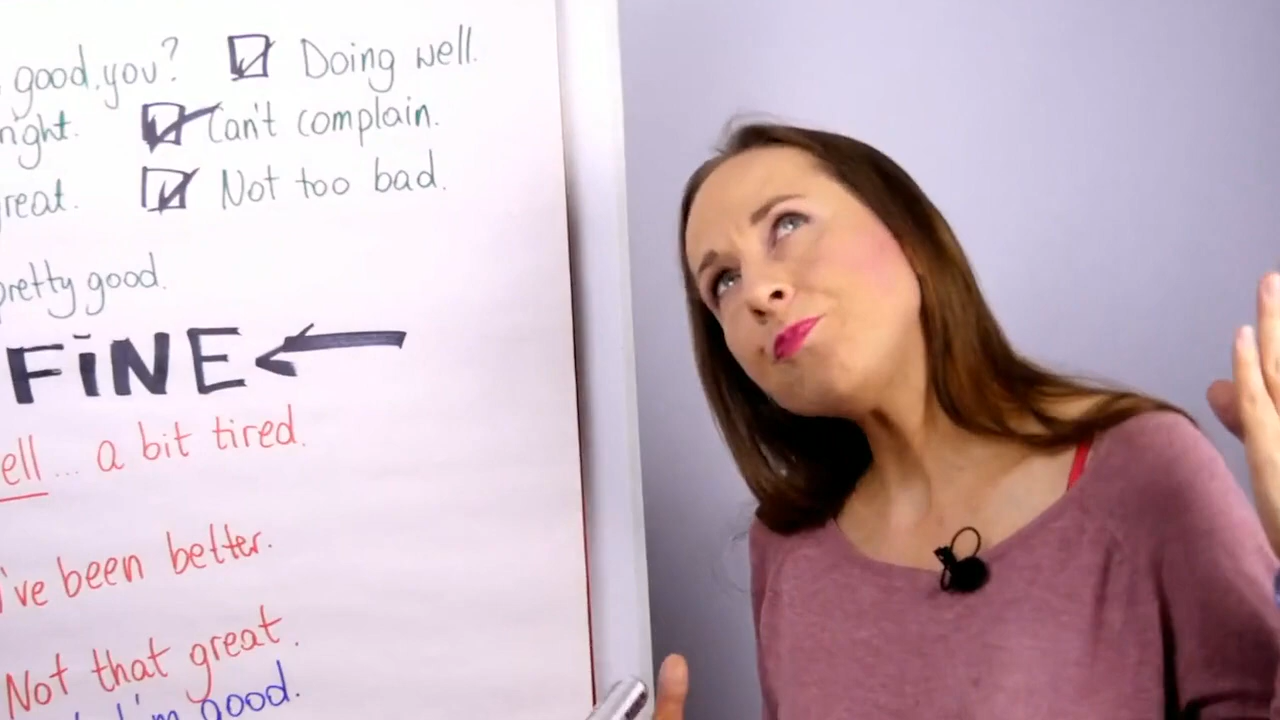 good, you? Doing well.
Can't complain.
Not too bad.
pretty good.
FINE
... a bit tired.
I've been better.
Not that great.
I'm good.